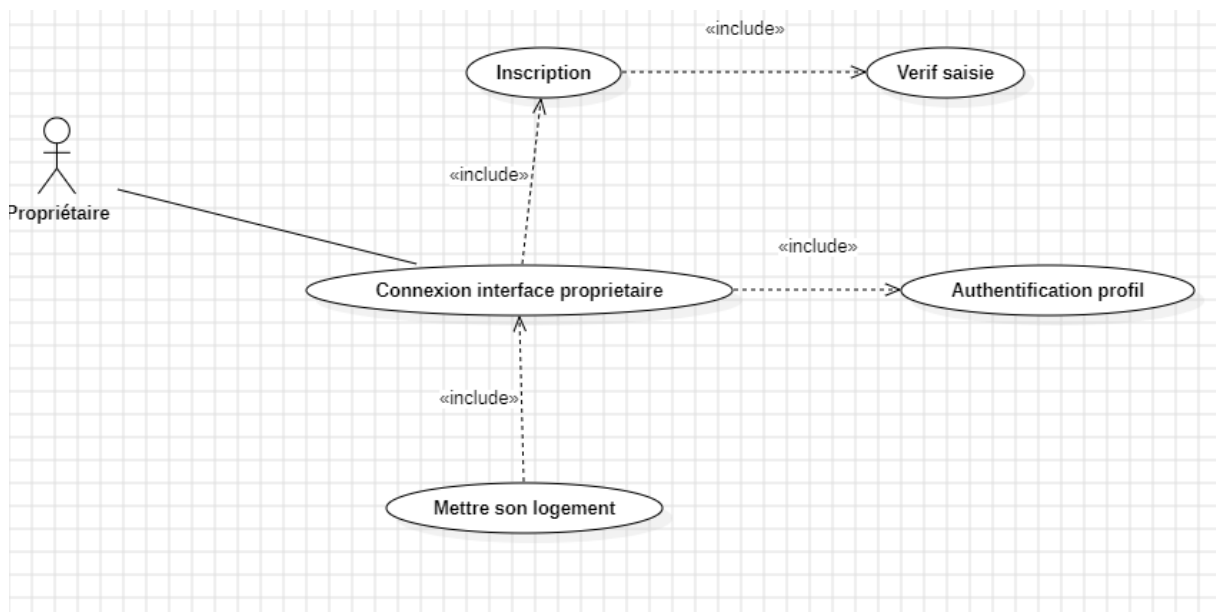 «include»
Inscription
Verif saisie
«include»
Propriétaire
«include»
Connexion interface proprietaire
Authentification profil
«include»
Mettre son logement